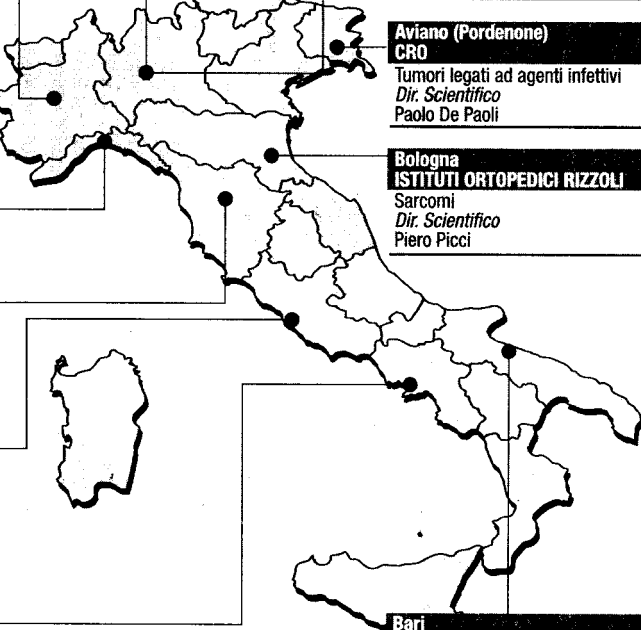 Aviano (Pordenone)
CRO
Tumori legati ad agenti infettivi
Dir. Scientifico
Paolo De Paoli
Bologna
ISTITUTI ORTOPEDICI RIZZOLI
Sarcomi
Dir. Scientifico
Piero Picci
Bari